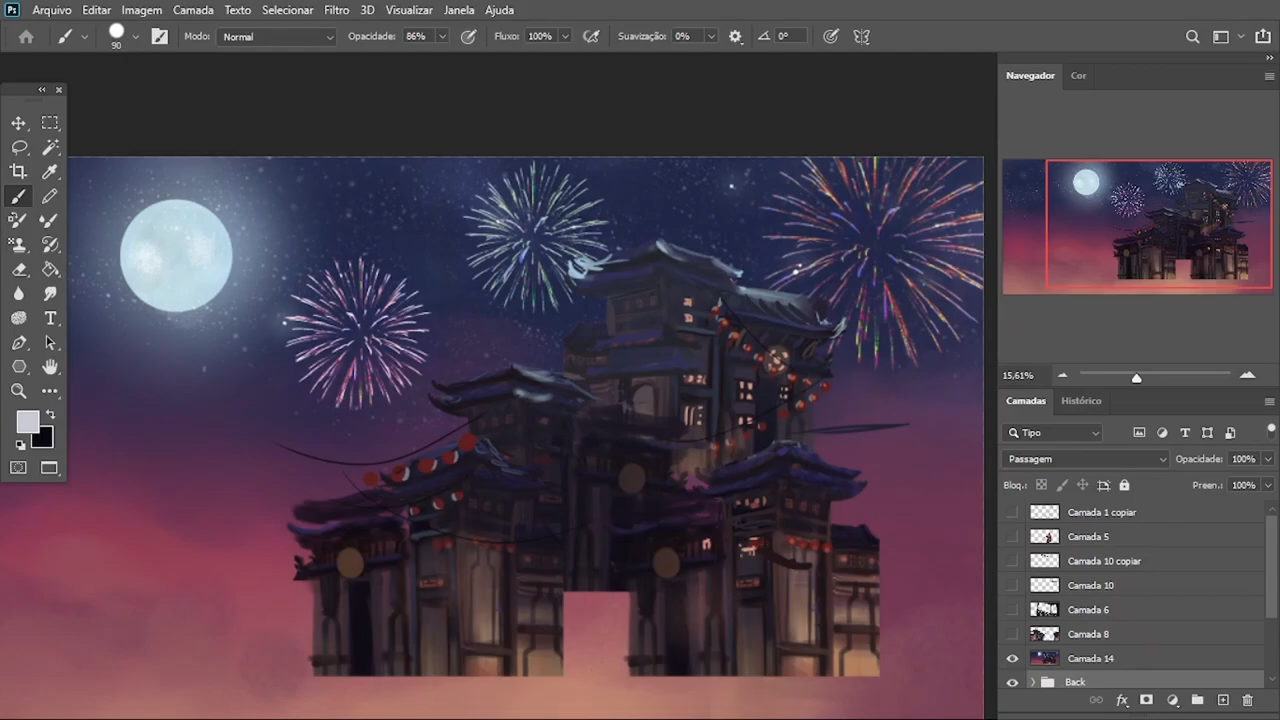 Ps Arquivo Editar Imagem Camada Texto Selecionar Filtro 3D Visualizar Janela Ajuda
90 Modo: Normal Opacidade: 86% Fluxo: 100% Suavização: 0% 0°
Navegador Cor
15,61%
Camadas Histórico
Tipo
Passagem Opacidade: 100%
Bloq.: Preen.: 100%
Camada 1 copiar
Camada 5
Camada 10 copiar
Camada 10
Camada 6
Camada 8
Camada 14
Back
fx